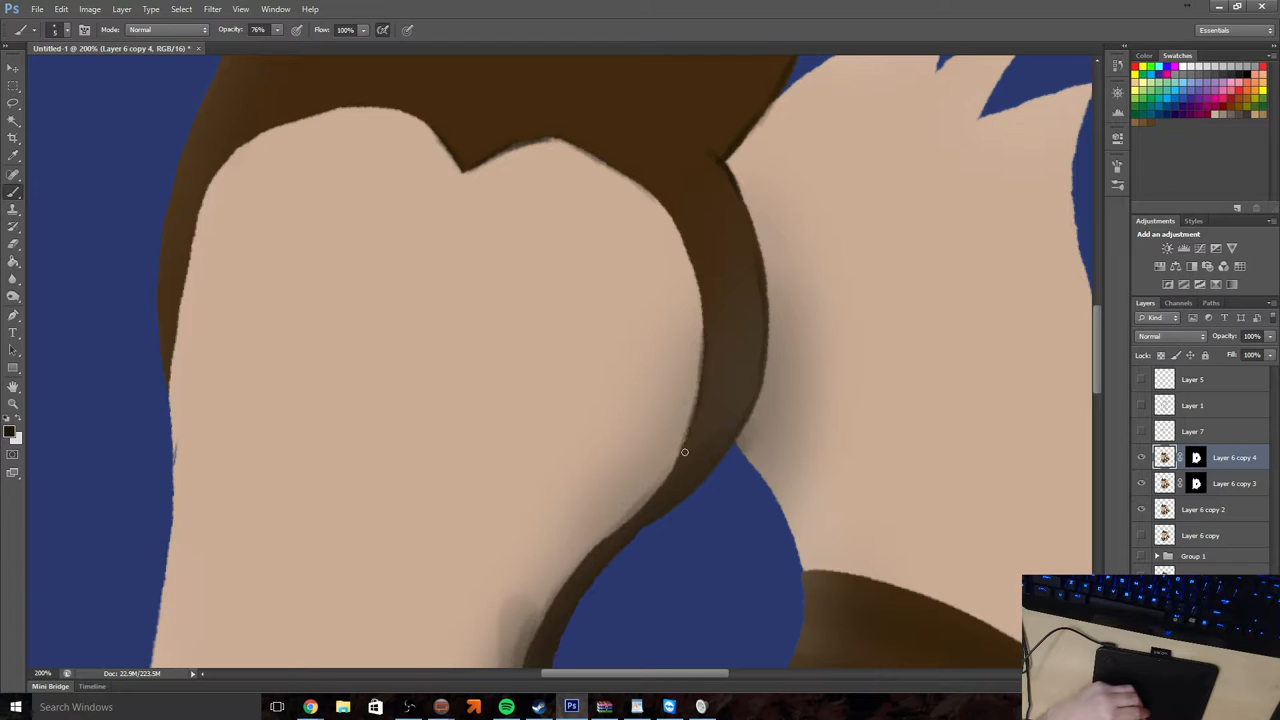 Ps File Edit Image Layer Type Select Filter View Window Help
5 Mode: Normal Opacity: 76% Flow: 100% Essentials
Untitled-1 @ 200% (Layer 6 copy 4, RGB/16) * ×
Color Swatches
Adjustments Styles
Add an adjustment
Layers Channels Paths
Kind
Normal Opacity: 100%
Lock: Fill: 100%
Layer 5
Layer 1
Layer 7
Layer 6 copy 4
Layer 6 copy 3
Layer 6 copy 2
Layer 6 copy
Group 1
200% Doc: 22.9M/223.5M
Mini Bridge Timeline
Search Windows
Ps